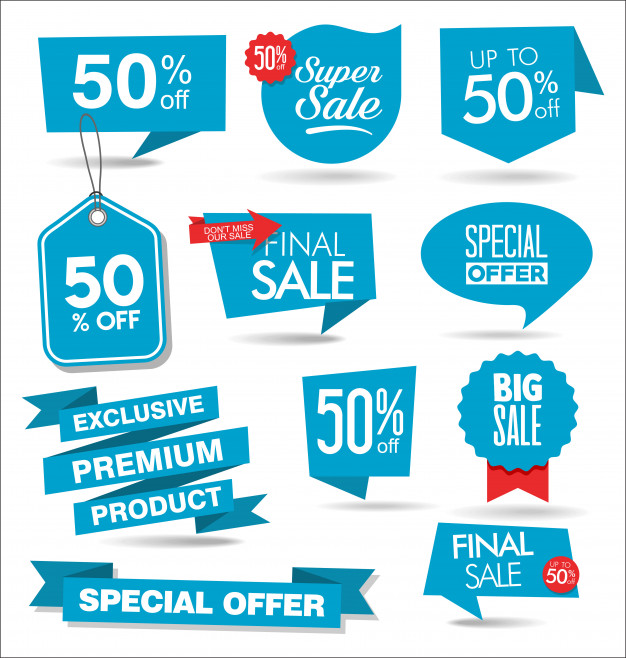 50%
off
50%
off
Super
Sale
UP TO
50%
off
50
% OFF
DON'T MISS
OUR SALE
FINAL
SALE
SPECIAL
OFFER
EXCLUSIVE
PREMIUM
PRODUCT
50%
off
BIG
SALE
FINAL
SALE
UP TO
50%
off
SPECIAL OFFER